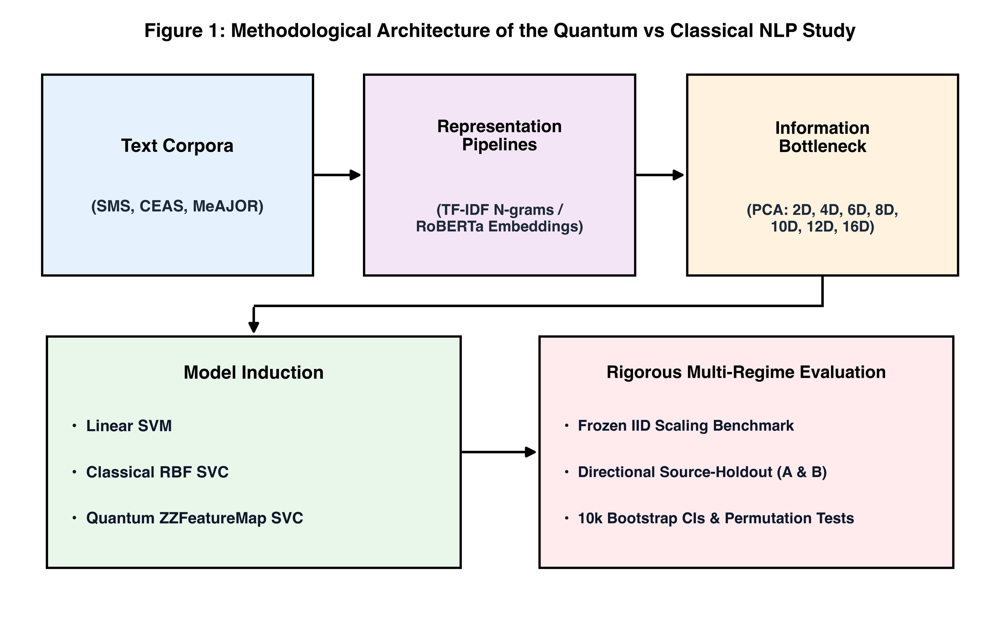 Figure 1: Methodological Architecture of the Quantum vs Classical NLP Study
Text Corpora
(SMS, CEAS, MeAJOR)
Representation
Pipelines
(TF-IDF N-grams /
RoBERTa Embeddings)
Information
Bottleneck
(PCA: 2D, 4D, 6D, 8D,
10D, 12D, 16D)
Model Induction
• Linear SVM
• Classical RBF SVC
• Quantum ZZFeatureMap SVC
Rigorous Multi-Regime Evaluation
• Frozen IID Scaling Benchmark
• Directional Source-Holdout (A & B)
• 10k Bootstrap CIs & Permutation Tests